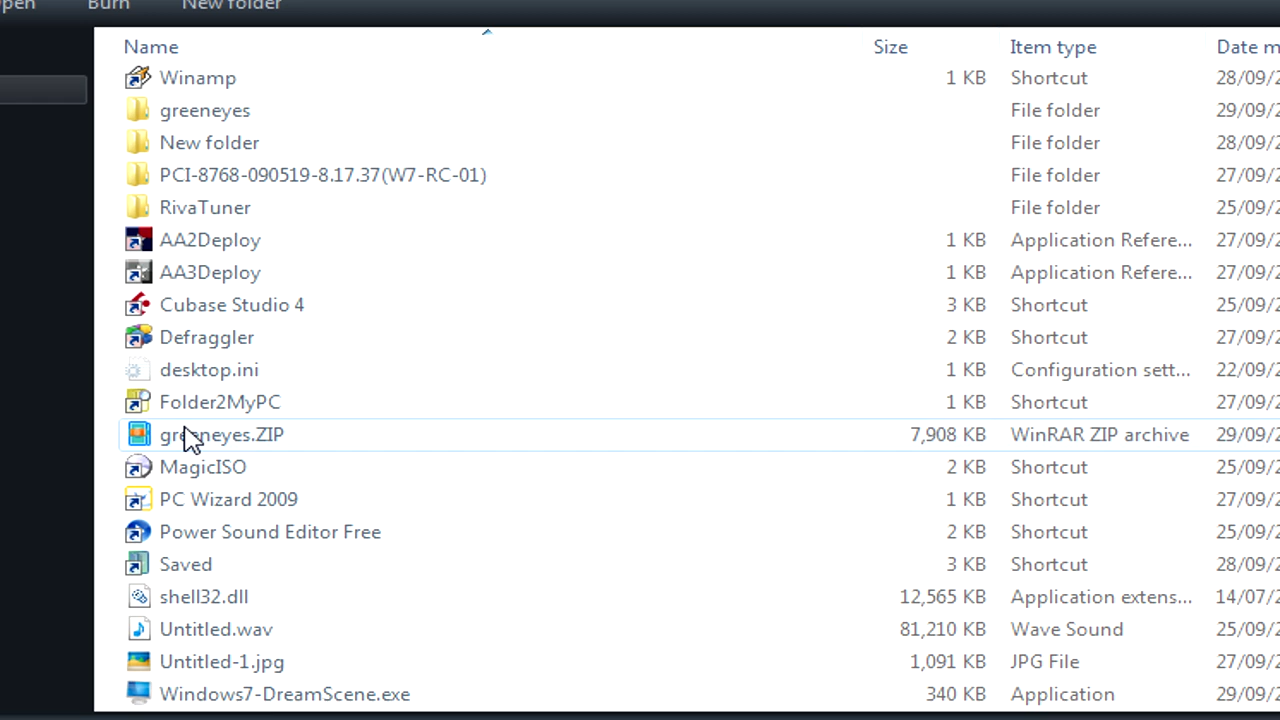 Open Burn New folder
Name Size Item type Date m
Winamp 1 KB Shortcut 28/09/2
greeneyes File folder 29/09/2
New folder File folder 28/09/2
PCI-8768-090519-8.17.37(W7-RC-01) File folder 27/09/2
RivaTuner File folder 25/09/2
AA2Deploy 1 KB Application Refere... 27/09/2
AA3Deploy 1 KB Application Refere... 27/09/2
Cubase Studio 4 3 KB Shortcut 25/09/2
Defraggler 2 KB Shortcut 27/09/2
desktop.ini 1 KB Configuration sett... 22/09/2
Folder2MyPC 1 KB Shortcut 27/09/2
greeneyes.ZIP 7,908 KB WinRAR ZIP archive 29/09/2
MagicISO 2 KB Shortcut 25/09/2
PC Wizard 2009 1 KB Shortcut 27/09/2
Power Sound Editor Free 2 KB Shortcut 25/09/2
Saved 3 KB Shortcut 28/09/2
shell32.dll 12,565 KB Application extens... 14/07/2
Untitled.wav 81,210 KB Wave Sound 25/09/2
Untitled-1.jpg 1,091 KB JPG File 27/09/2
Windows7-DreamScene.exe 340 KB Application 29/09/2